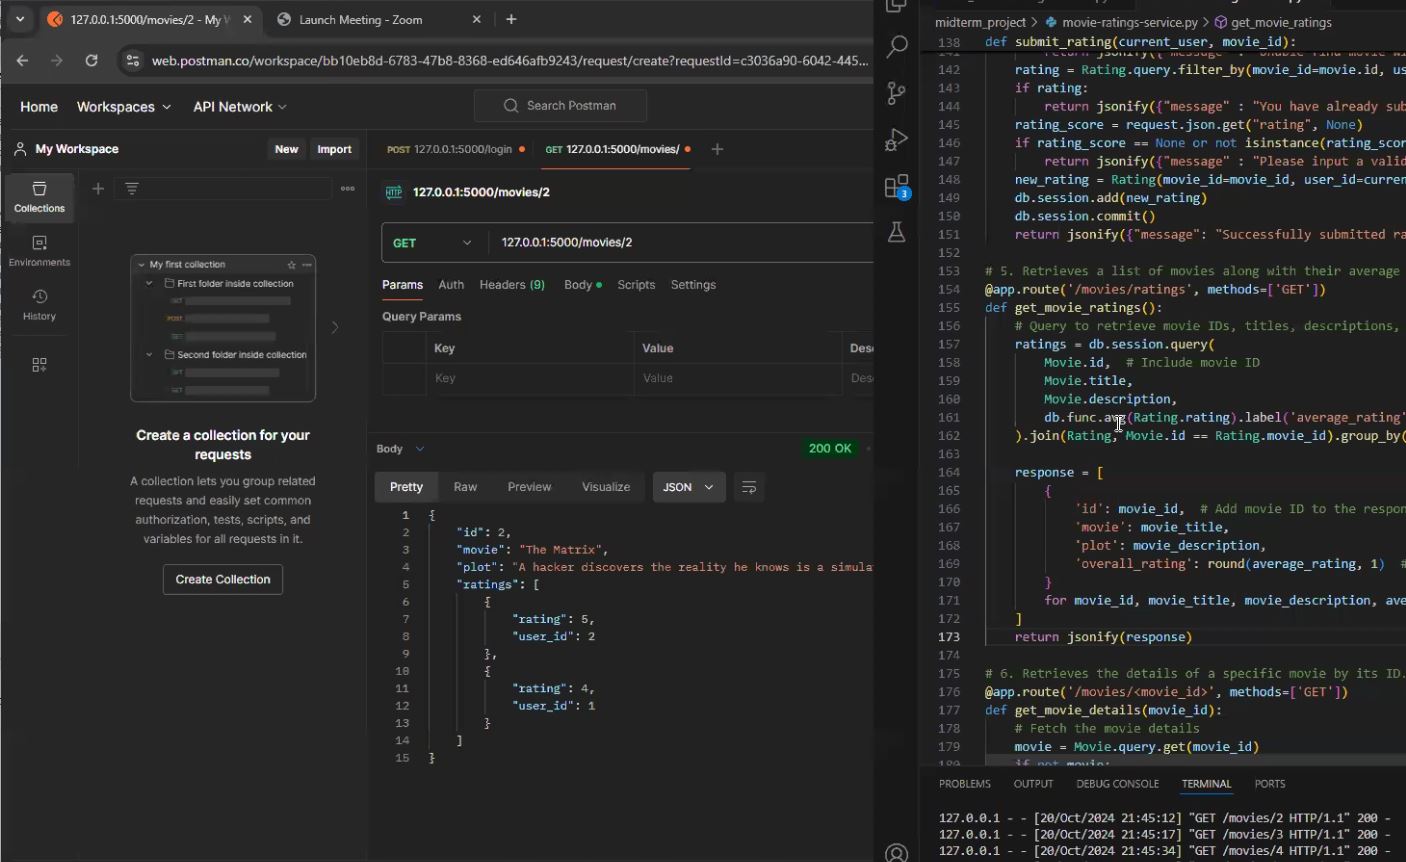 127.0.0.1:5000/movies/2 - My
Launch Meeting - Zoom
web.postman.co/workspace/bb10eb8d-6783-47b8-8368-ed646afb9243/request/create?requestId=c3036a90-6042-445...
Home
Workspaces
API Network
Search Postman
My Workspace
New
Import
POST 127.0.0.1:5000/login
GET 127.0.0.1:5000/movies/
Collections
Environments
History
HTTP
127.0.0.1:5000/movies/2
GET
127.0.0.1:5000/movies/2
Params
Auth
Headers (9)
Body
Scripts
Settings
Query Params
Key
Value
Key
Value
My first collection
First folder inside collection
GET
POST
GET
Second folder inside collection
GET
GET
Create a collection for your
requests
A collection lets you group related
requests and easily set common
authorization, tests, scripts, and
variables for all requests in it.
Create Collection
Body
200 OK
Pretty
Raw
Preview
Visualize
JSON
1 {
2 "id": 2,
3 "movie": "The Matrix",
4 "plot": "A hacker discovers the reality he knows is a simula
5 "ratings": [
6 {
7 "rating": 5,
8 "user_id": 2
9 },
10 {
11 "rating": 4,
12 "user_id": 1
13 }
14 ]
15 }
3
midterm_project > movie-ratings-service.py > get_movie_ratings
138 def submit_rating(current_user, movie_id):
142 rating = Rating.query.filter_by(movie_id=movie.id, us
143 if rating:
144 return jsonify({"message" : "You have already sub
145 rating_score = request.json.get("rating", None)
146 if rating_score == None or not isinstance(rating_scor
147 return jsonify({"message" : "Please input a valid
148 new_rating = Rating(movie_id=movie_id, user_id=curren
149 db.session.add(new_rating)
150 db.session.commit()
151 return jsonify({"message": "Successfully submitted ra
152
153 # 5. Retrieves a list of movies along with their average
154 @app.route('/movies/ratings', methods=['GET'])
155 def get_movie_ratings():
156 # Query to retrieve movie IDs, titles, descriptions,
157 ratings = db.session.query(
158 Movie.id, # Include movie ID
159 Movie.title,
160 Movie.description,
161 db.func.avg(Rating.rating).label('average_rating'
162 ).join(Rating, Movie.id == Rating.movie_id).group_by(
163
164 response = [
165 {
166 'id': movie_id, # Add movie ID to the respon
167 'movie': movie_title,
168 'plot': movie_description,
169 'overall_rating': round(average_rating, 1) #
170 }
171 for movie_id, movie_title, movie_description, ave
172 ]
173 return jsonify(response)
174
175 # 6. Retrieves the details of a specific movie by its ID.
176 @app.route('/movies/<movie_id>', methods=['GET'])
177 def get_movie_details(movie_id):
178 # Fetch the movie details
179 movie = Movie.query.get(movie_id)
180 if not movie:
PROBLEMS
OUTPUT
DEBUG CONSOLE
TERMINAL
PORTS
127.0.0.1 - - [20/Oct/2024 21:45:12] "GET /movies/2 HTTP/1.1" 200 -
127.0.0.1 - - [20/Oct/2024 21:45:17] "GET /movies/3 HTTP/1.1" 200 -
127.0.0.1 - - [20/Oct/2024 21:45:34] "GET /movies/4 HTTP/1.1" 200 -